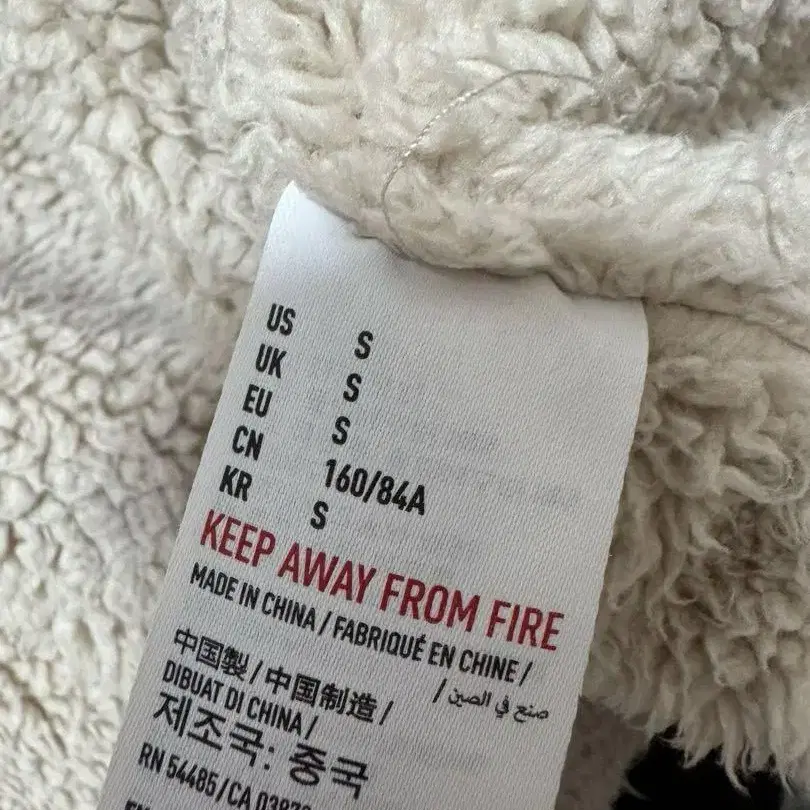 US S
UK S
EU S
CN 160/84A
KR S
KEEP AWAY FROM FIRE
MADE IN CHINA / FABRIQUÉ EN CHINE /
中国製 / 中国制造 / صنع في الصين /
DIBUAT DI CHINA /
제조국: 중국
RN 54485/CA